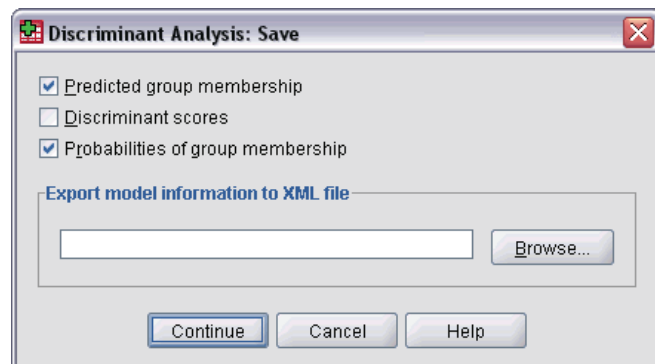 Discriminant Analysis: Save
Predicted group membership
Discriminant scores
Probabilities of group membership
Export model information to XML file
Browse...
Continue Cancel Help